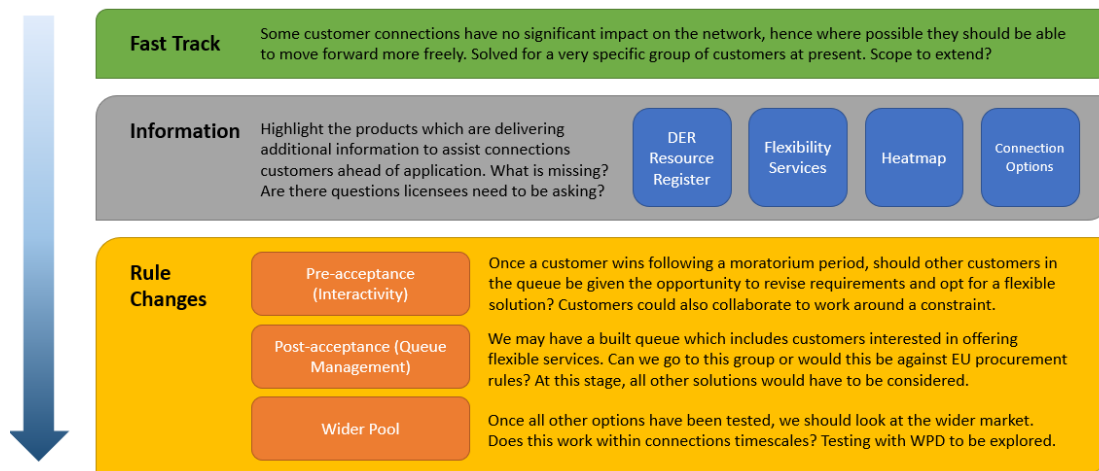 Fast Track
Some customer connections have no significant impact on the network, hence where possible they should be able
to move forward more freely. Solved for a very specific group of customers at present. Scope to extend?
Information
Highlight the products which are delivering
additional information to assist connections
customers ahead of application. What is missing?
Are there questions licensees need to be asking?
DER
Resource
Register
Flexibility
Services
Heatmap
Connection
Options
Rule
Changes
Pre-acceptance
(Interactivity)
Once a customer wins following a moratorium period, should other customers in
the queue be given the opportunity to revise requirements and opt for a flexible
solution? Customers could also collaborate to work around a constraint.
Post-acceptance (Queue
Management)
We may have a built queue which includes customers interested in offering
flexible services. Can we go to this group or would this be against EU procurement
rules? At this stage, all other solutions would have to be considered.
Wider Pool
Once all other options have been tested, we should look at the wider market.
Does this work within connections timescales? Testing with WPD to be explored.